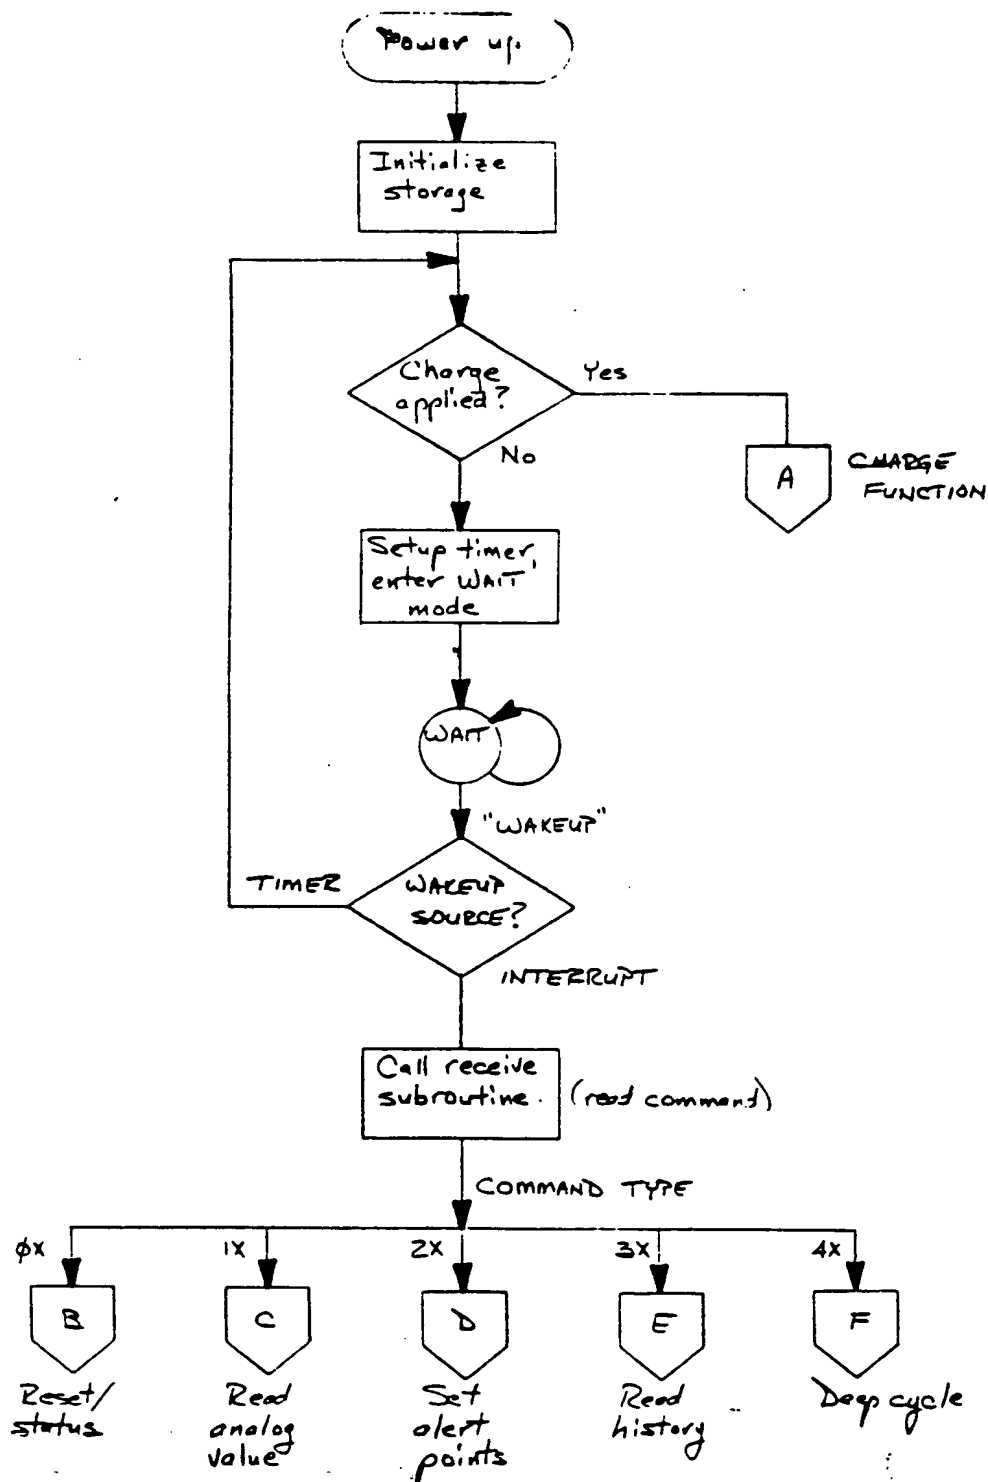 Power up.
Initialize
storage
Charge
applied?
Yes
No
A
CHARGE
FUNCTION
Setup timer,
enter WAIT
mode
WAIT
"WAKEUP"
TIMER
WAKEUP
SOURCE?
INTERRUPT
Call receive
subroutine.
(read command)
COMMAND TYPE
φX
1X
2X
3X
4X
B
C
D
E
F
Reset/
status
Read
analog
value
Set
alert
points
Read
history
Deep cycle